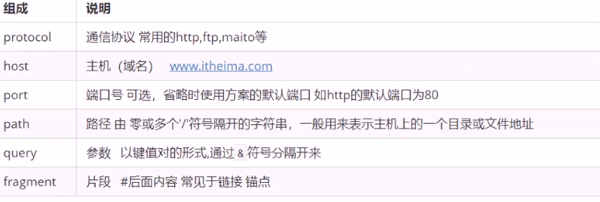 组成 说明
protocol 通信协议 常用的http,ftp,maito等
host 主机（域名） www.itheima.com
port 端口号 可选，省略时使用方案的默认端口 如http的默认端口为80
path 路径 由 零或多个'/'符号隔开的字符串，一般用来表示主机上的一个目录或文件地址
query 参数 以键值对的形式,通过 & 符号分隔开来
fragment 片段 #后面内容 常见于链接 锚点